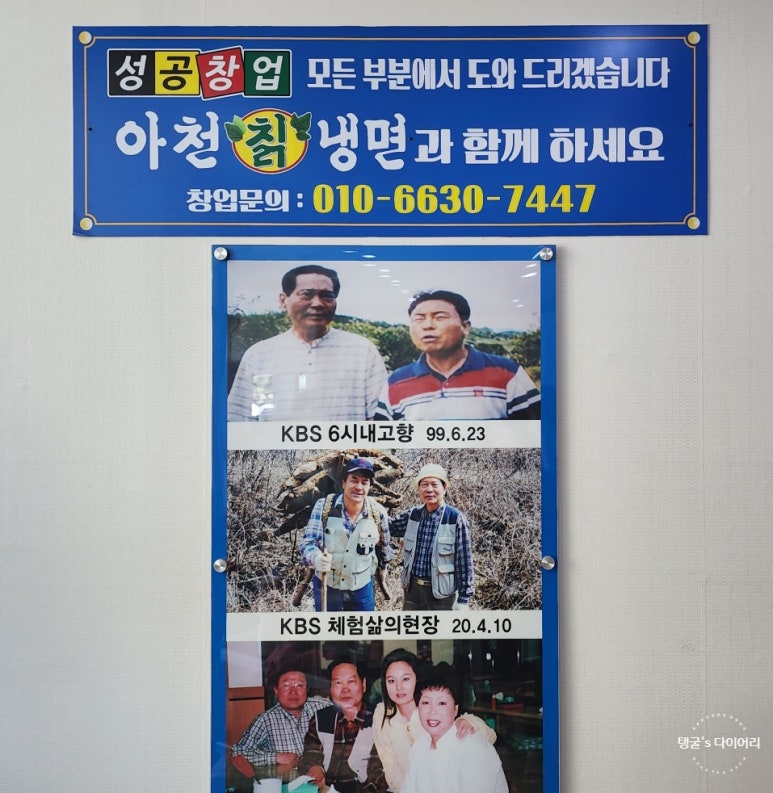 성공창업 모든 부분에서 도와 드리겠습니다
아천 칡 냉면과 함께 하세요
창업문의 : 010-6630-7447
KBS 6시내고향 99.6.23
KBS 체험삶의현장 20.4.10
탱굴's 다이어리